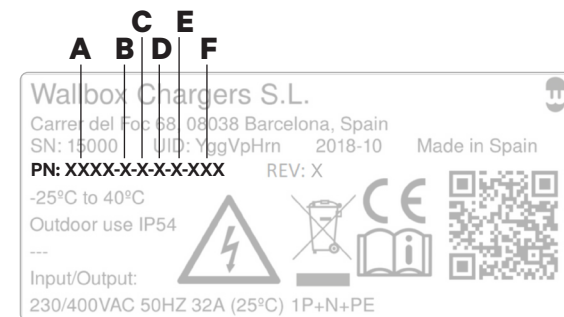 C E
A B D F
Wallbox Chargers S.L.
Carrer del Foc 68, 08038 Barcelona, Spain
SN: 15000 UID: YggVpHrn 2018-10 Made in Spain
PN: XXXX-X-X-X-X-XXX REV: X
-25ºC to 40ºC
Outdoor use IP54
---
Input/Output:
230/400VAC 50HZ 32A (25ºC) 1P+N+PE
CE